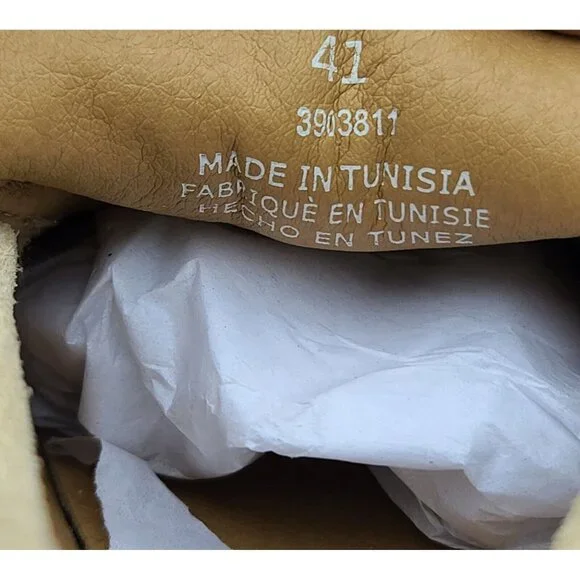 41
3903811
MADE IN TUNISIA
FABRIQUÈ EN TUNISIE
HECHO EN TUNEZ